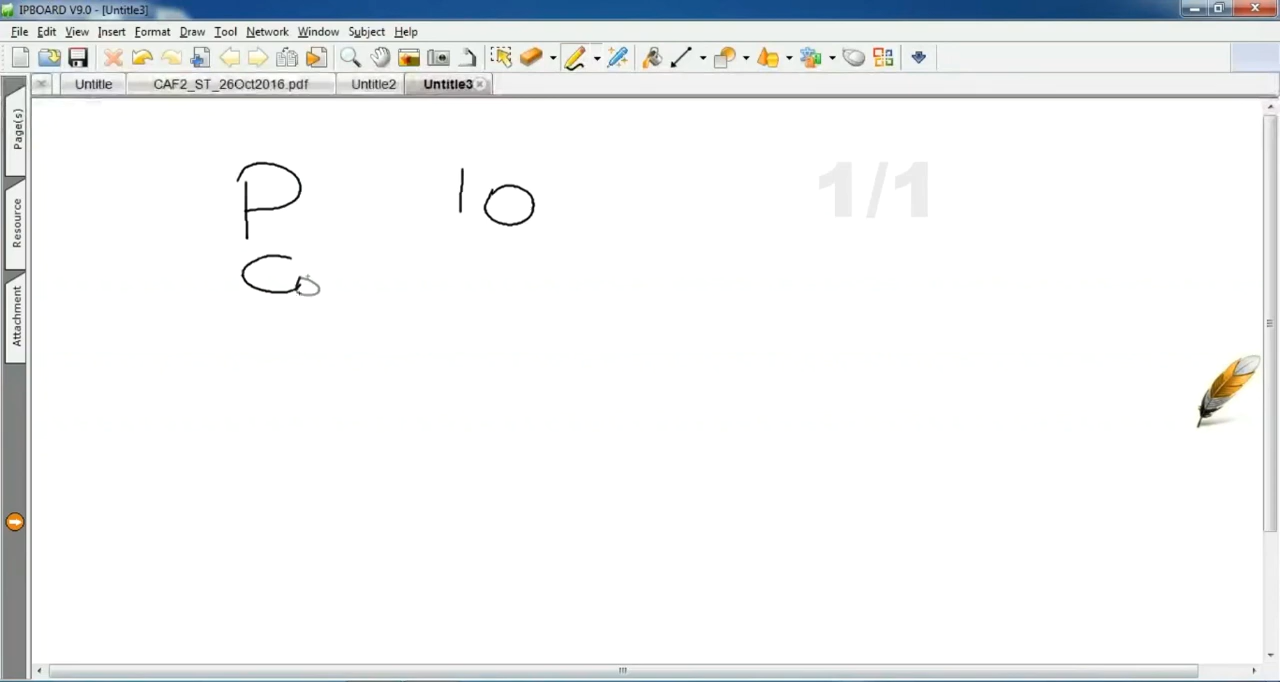 IPBOARD V9.0 - [Untitle3]
File Edit View Insert Format Draw Tool Network Window Subject Help
Untitle CAF2_ST_26Oct2016.pdf Untitle2 Untitle3
Page(s)
Resource
Attachment
P 10
Co
1/1